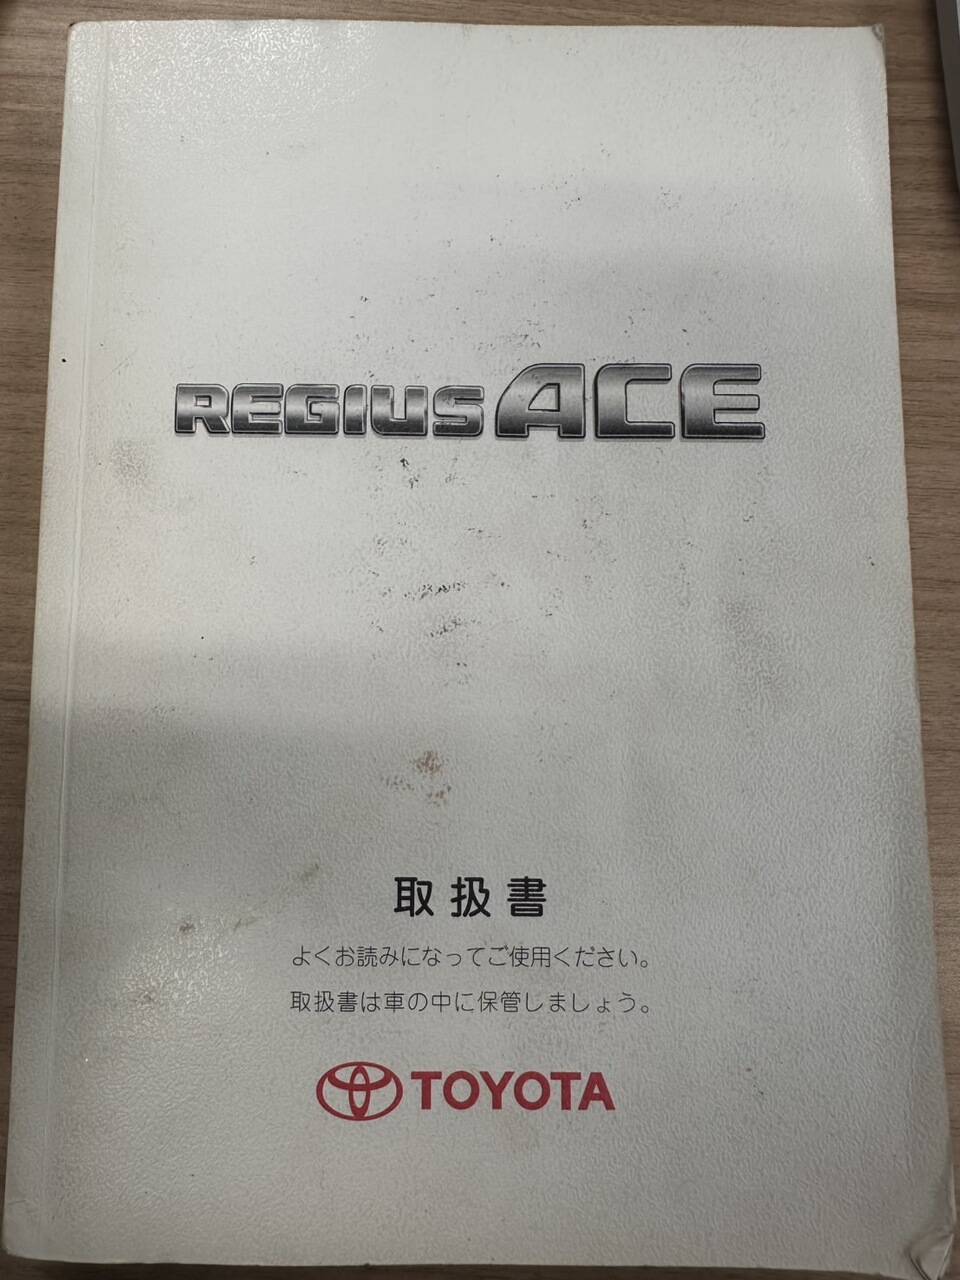 REGIUS ACE
取扱書
よくお読みになってご使用ください。
取扱書は車の中に保管しましょう。
TOYOTA